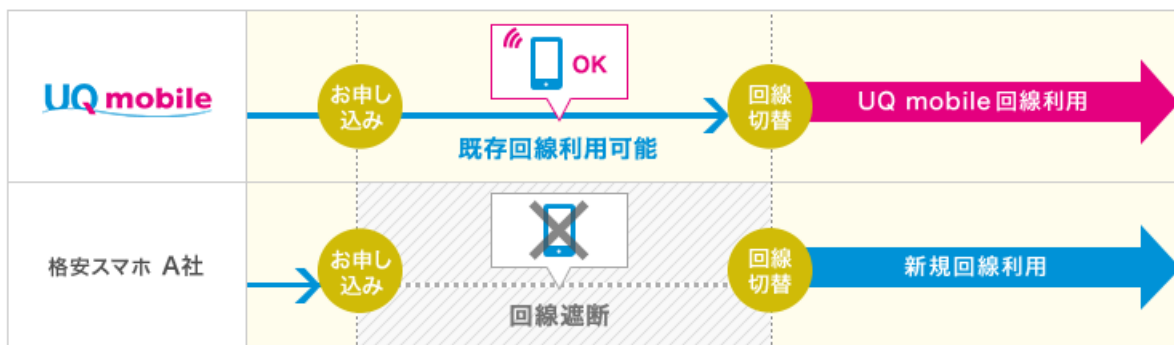 UQ mobile
お申し
込み
OK
既存回線利用可能
回線
切替
UQ mobile回線利用
格安スマホ A社
お申し
込み
回線遮断
回線
切替
新規回線利用